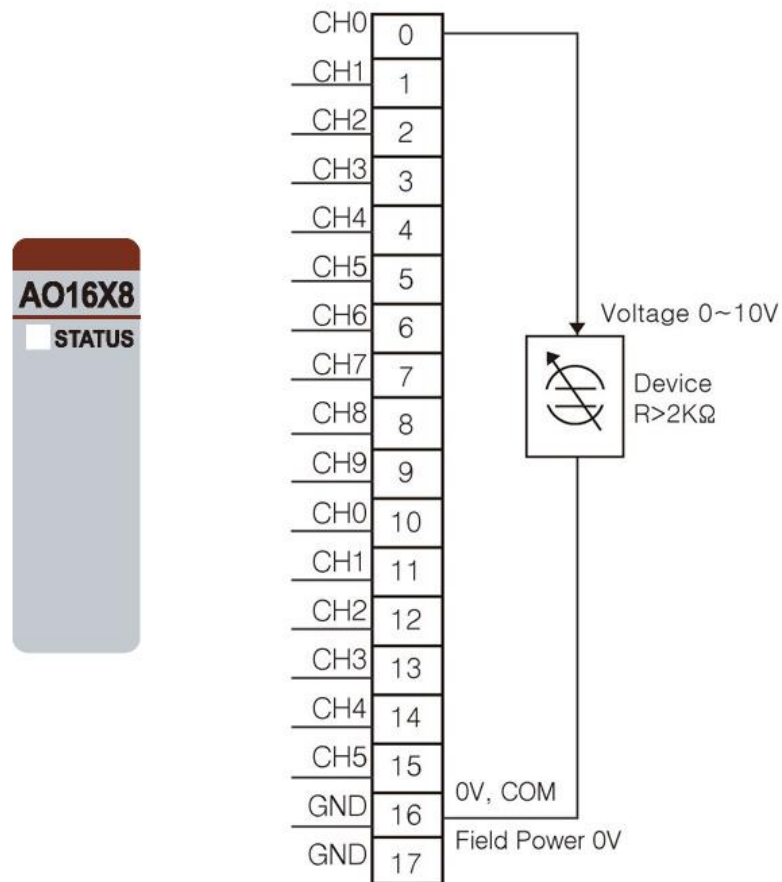 AO16X8
STATUS
CH0 0
CH1 1
CH2 2
CH3 3
CH4 4
CH5 5
CH6 6
CH7 7
CH8 8
CH9 9
CH0 10
CH1 11
CH2 12
CH3 13
CH4 14
CH5 15
GND 16
GND 17
Voltage 0~10V
Device
R>2KΩ
0V, COM
Field Power 0V